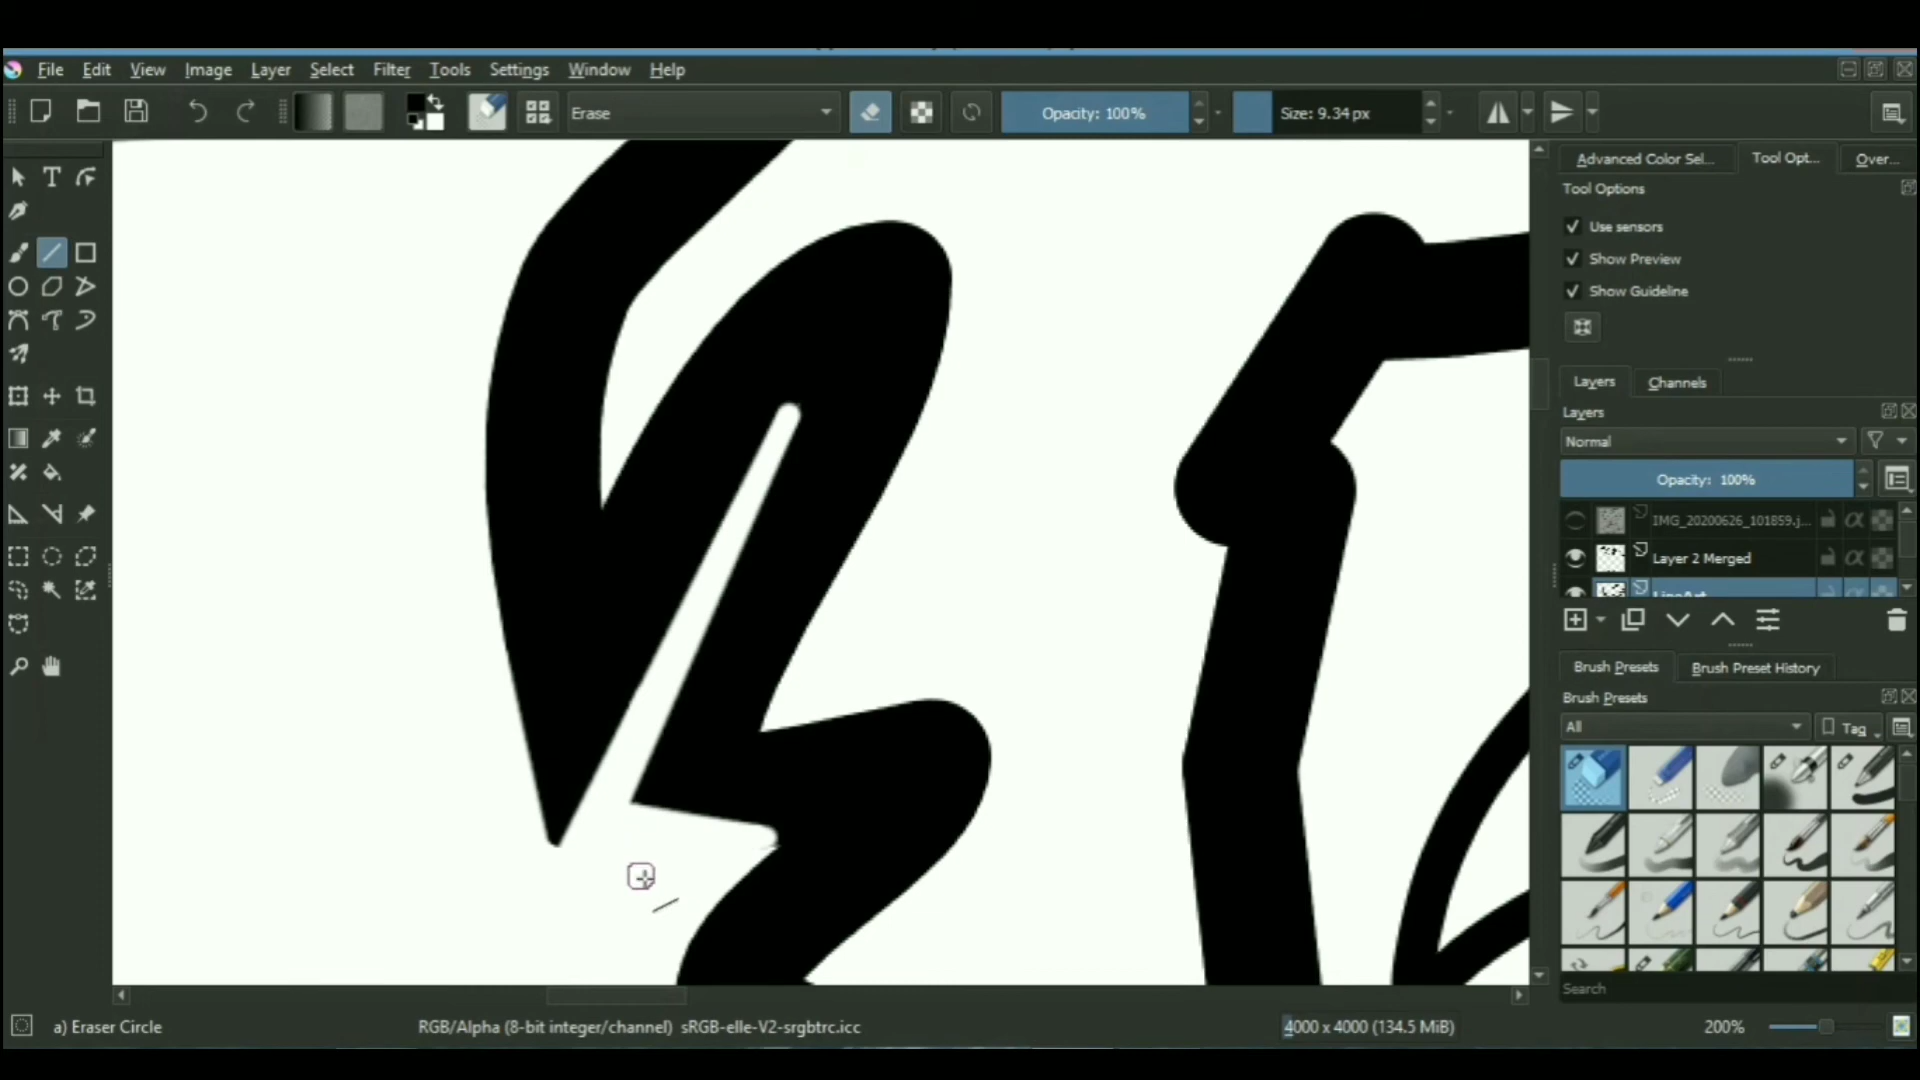 File Edit View Image Layer Select Filter Tools Settings Window Help
Erase Opacity: 100% Size: 9.34 px
Advanced Color Sel... Tool Opt... Over...
Tool Options
Use sensors
Show Preview
Show Guideline
Layers Channels
Layers
Normal
Opacity: 100%
IMG_20200626_101859.j...
Layer 2 Merged
LineArt
Brush Presets Brush Preset History
Brush Presets
All Tag
Search
a) Eraser Circle RGB/Alpha (8-bit integer/channel) sRGB-elle-V2-srgbtrc.icc 4000 x 4000 (134.5 MiB) 200%